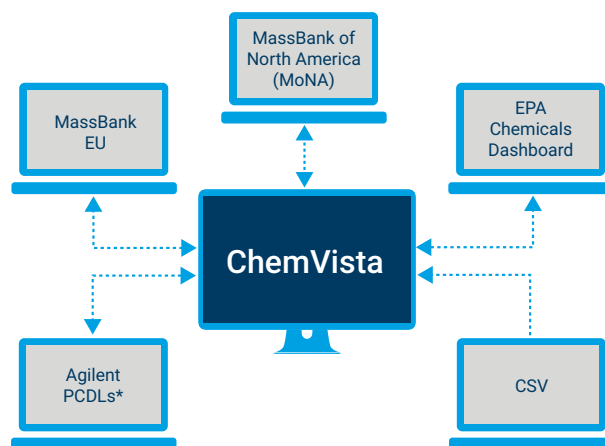 MassBank of
North America
(MoNA)
MassBank
EU
EPA
Chemicals
Dashboard
ChemVista
Agilent
PCDLs*
CSV